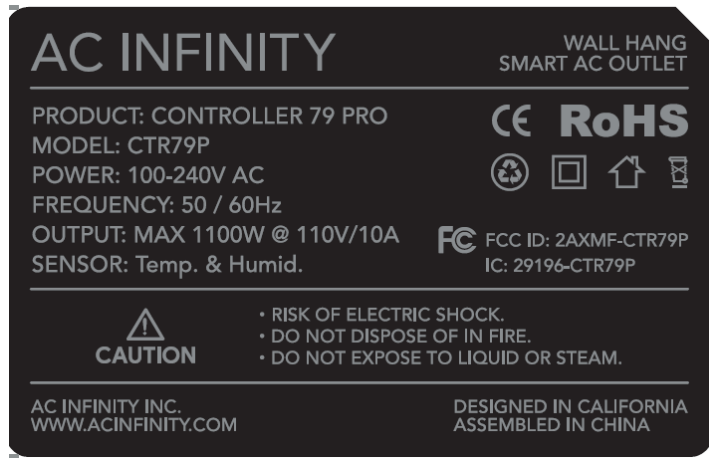 AC INFINITY
WALL HANG
SMART AC OUTLET
PRODUCT: CONTROLLER 79 PRO
MODEL: CTR79P
POWER: 100-240V AC
FREQUENCY: 50 / 60Hz
OUTPUT: MAX 1100W @ 110V/10A
SENSOR: Temp. & Humid.
CE RoHS
FC FCC ID: 2AXMF-CTR79P
IC: 29196-CTR79P
CAUTION
• RISK OF ELECTRIC SHOCK.
• DO NOT DISPOSE OF IN FIRE.
• DO NOT EXPOSE TO LIQUID OR STEAM.
AC INFINITY INC.
WWW.ACINFINITY.COM
DESIGNED IN CALIFORNIA
ASSEMBLED IN CHINA